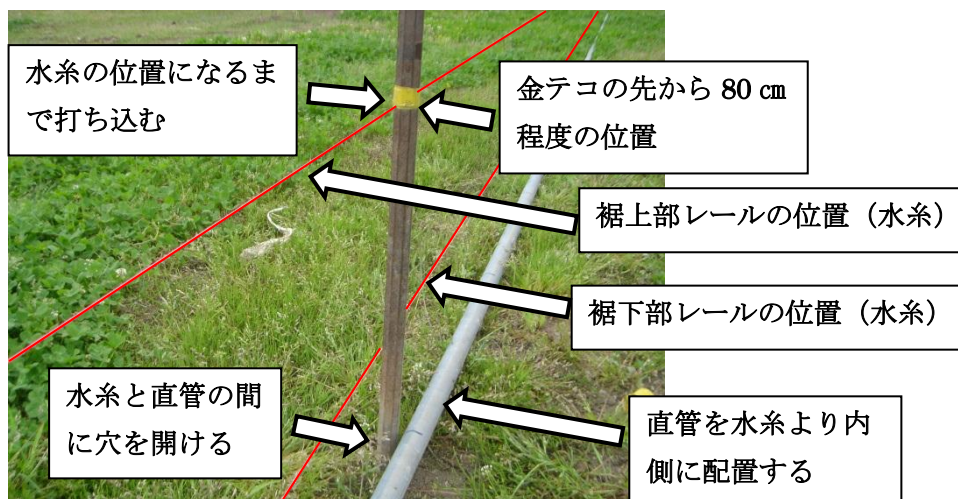 水糸の位置になるま
で打ち込む
金テコの先から 80 ㎝
程度の位置
裾上部レールの位置（水糸）
裾下部レールの位置（水糸）
水糸と直管の間
に穴を開ける
直管を水糸より内
側に配置する